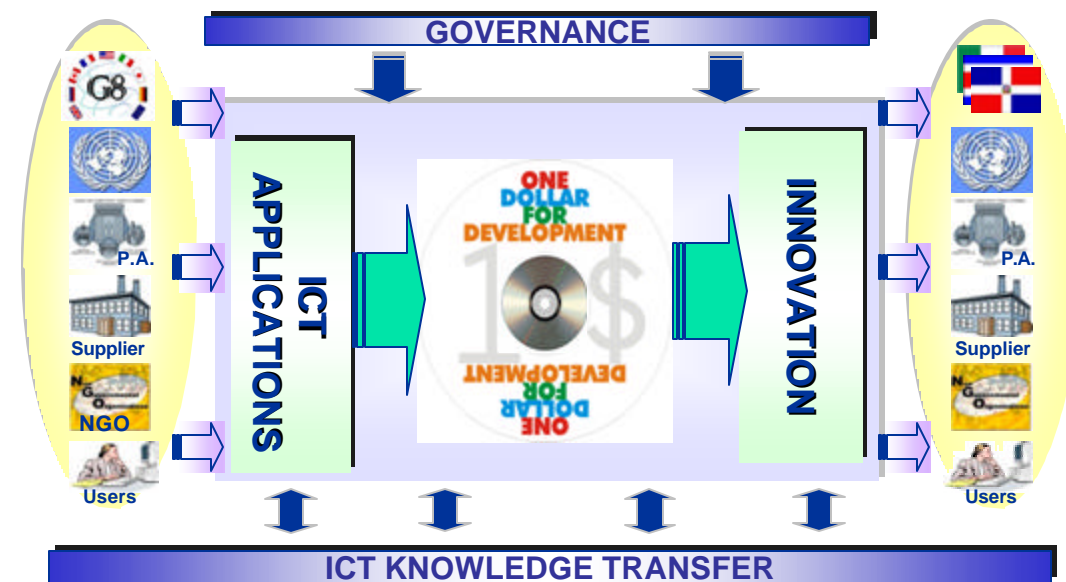 GOVERNANCE
G8
P.A.
Supplier
NGO
Users
ICT
APPLICATIONS
ONE
DOLLAR
FOR
DEVELOPMENT
1$
DEVELOPMENT
FOR
DOLLAR
ONE
INNOVATION
P.A.
Supplier
Users
ICT KNOWLEDGE TRANSFER